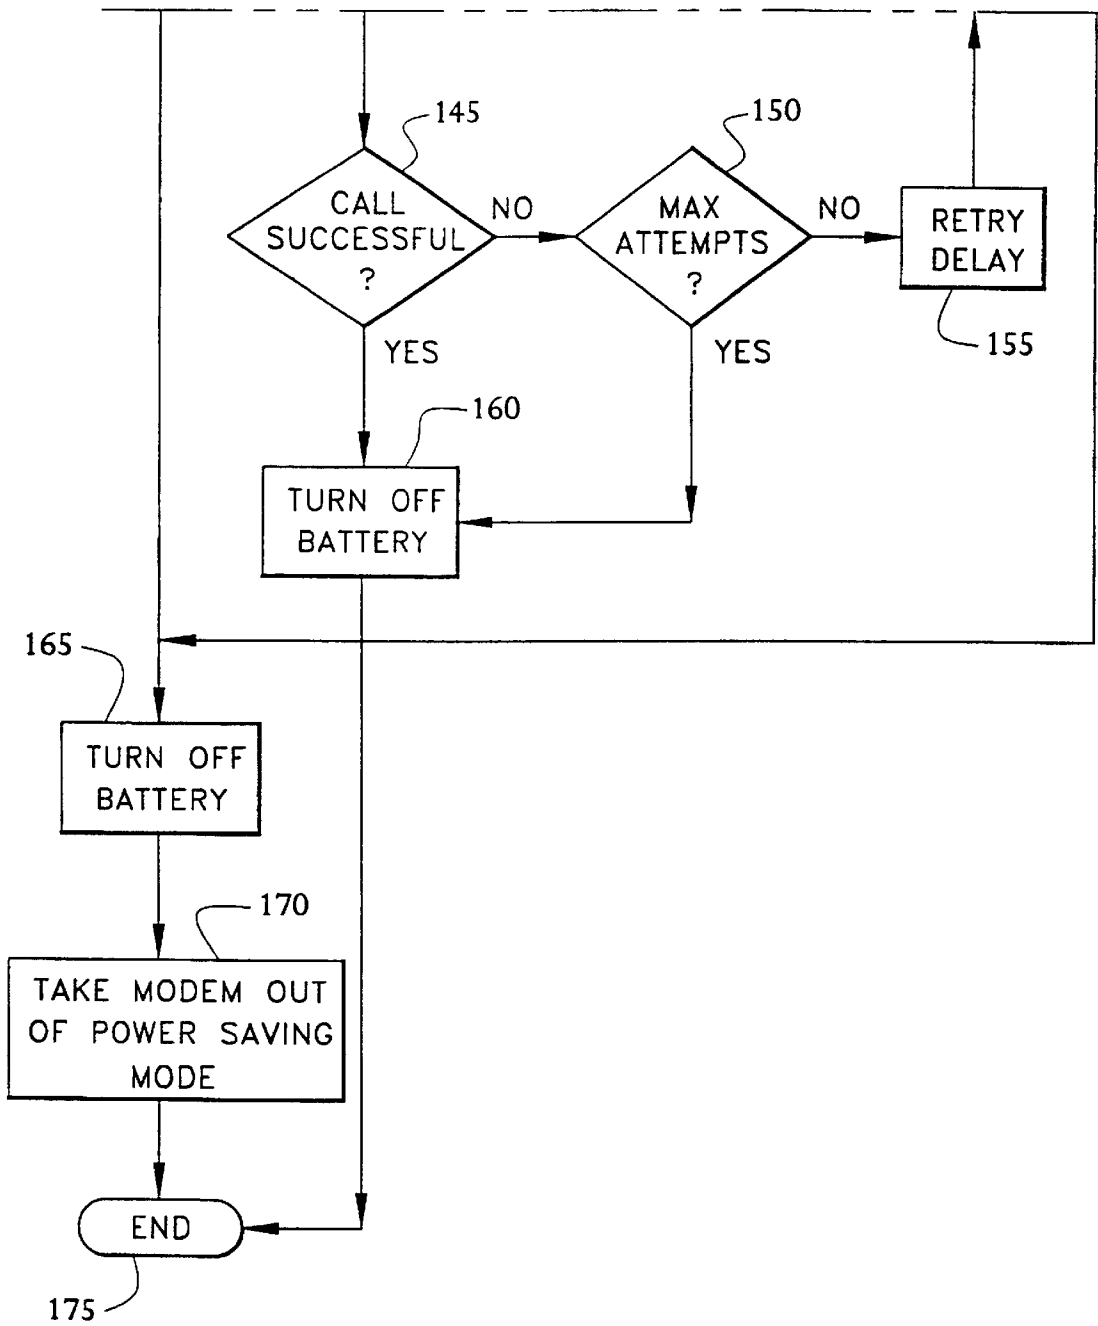 145
150
CALL
SUCCESSFUL
?
NO
MAX
ATTEMPTS
?
NO
RETRY
DELAY
155
YES
YES
160
TURN OFF
BATTERY
165
TURN OFF
BATTERY
170
TAKE MODEM OUT
OF POWER SAVING
MODE
END
175